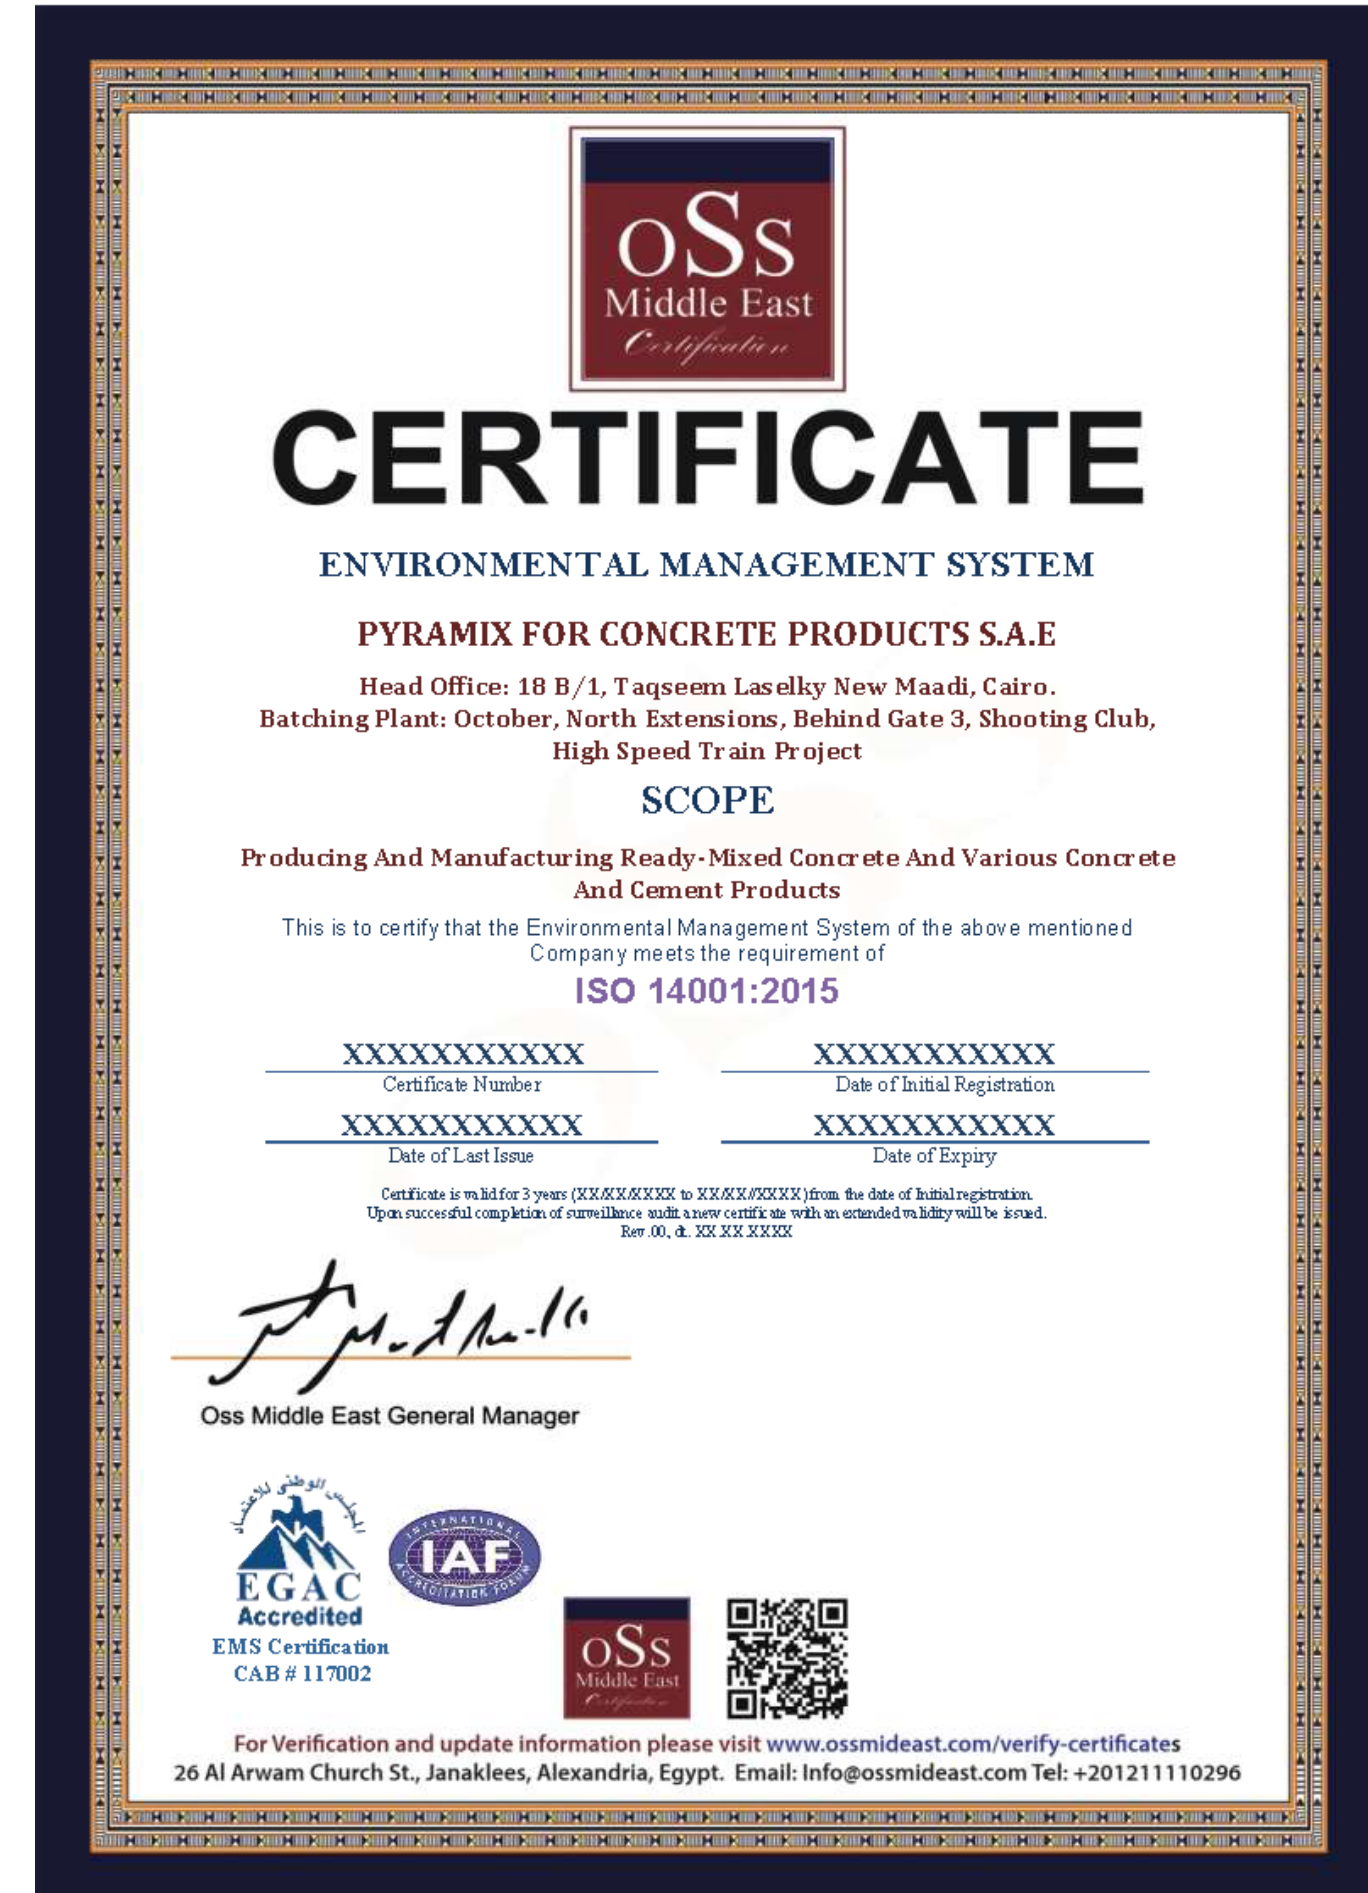 oSs
Middle East
Certification
CERTIFICATE
ENVIRONMENTAL MANAGEMENT SYSTEM
PYRAMIX FOR CONCRETE PRODUCTS S.A.E
Head Office: 18 B/1, Taqseem Laselky New Maadi, Cairo.
Batching Plant: October, North Extensions, Behind Gate 3, Shooting Club,
High Speed Train Project
SCOPE
Producing And Manufacturing Ready-Mixed Concrete And Various Concrete
And Cement Products
This is to certify that the Environmental Management System of the above mentioned
Company meets the requirement of
ISO 14001:2015
XXXXXXXXXXX XXXXXXXXXXX
Certificate Number Date of Initial Registration
XXXXXXXXXXX XXXXXXXXXXX
Date of Last Issue Date of Expiry
Certificate is valid for 3 years (XX/XX/XXXX to XX/XX//XXXX)from the date of Initial registration.
Upon successful completion of surveillance audit a new certificate with an extended validity will be issued.
Rev.00, dt. XX.XX.XXXX
Oss Middle East General Manager
المجلس الوطنى للاعتماد
EGAC
Accredited
EMS Certification
CAB # 117002
INTERNATIONAL
IAF
ACCREDITATION FORUM
oSs
Middle East
Certification
For Verification and update information please visit www.ossmideast.com/verify-certificates
26 Al Arwam Church St., Janaklees, Alexandria, Egypt. Email: Info@ossmideast.com Tel: +201211110296